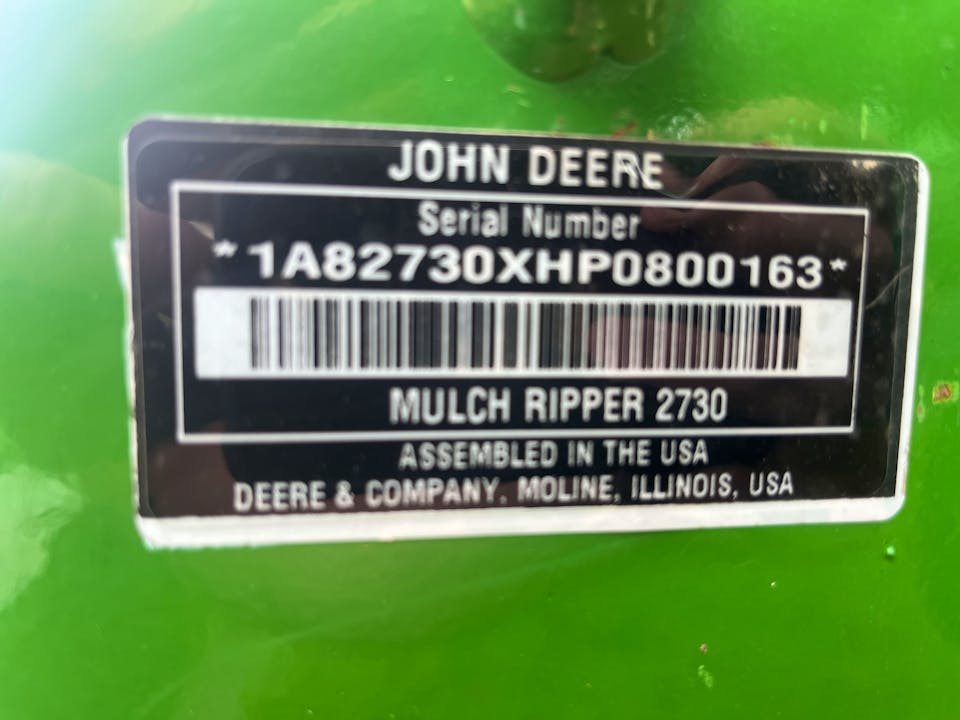 JOHN DEERE
Serial Number
*1A82730XHP0800163*
MULCH RIPPER 2730
ASSEMBLED IN THE USA
DEERE & COMPANY, MOLINE, ILLINOIS, USA